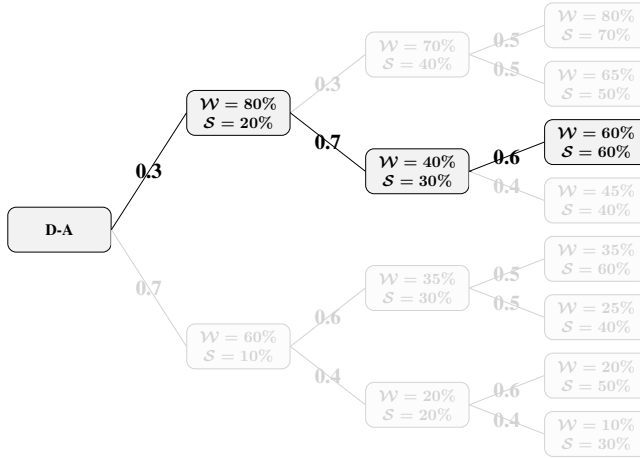 D-A
0.3
0.7
𝒲 = 80%
𝒮 = 20%
𝒲 = 60%
𝒮 = 10%
0.3
0.7
0.6
0.4
𝒲 = 70%
𝒮 = 40%
𝒲 = 40%
𝒮 = 30%
𝒲 = 35%
𝒮 = 30%
𝒲 = 20%
𝒮 = 20%
0.5
0.5
0.6
0.4
0.5
0.5
0.6
0.4
𝒲 = 80%
𝒮 = 70%
𝒲 = 65%
𝒮 = 50%
𝒲 = 60%
𝒮 = 60%
𝒲 = 45%
𝒮 = 40%
𝒲 = 35%
𝒮 = 60%
𝒲 = 25%
𝒮 = 40%
𝒲 = 20%
𝒮 = 50%
𝒲 = 10%
𝒮 = 30%